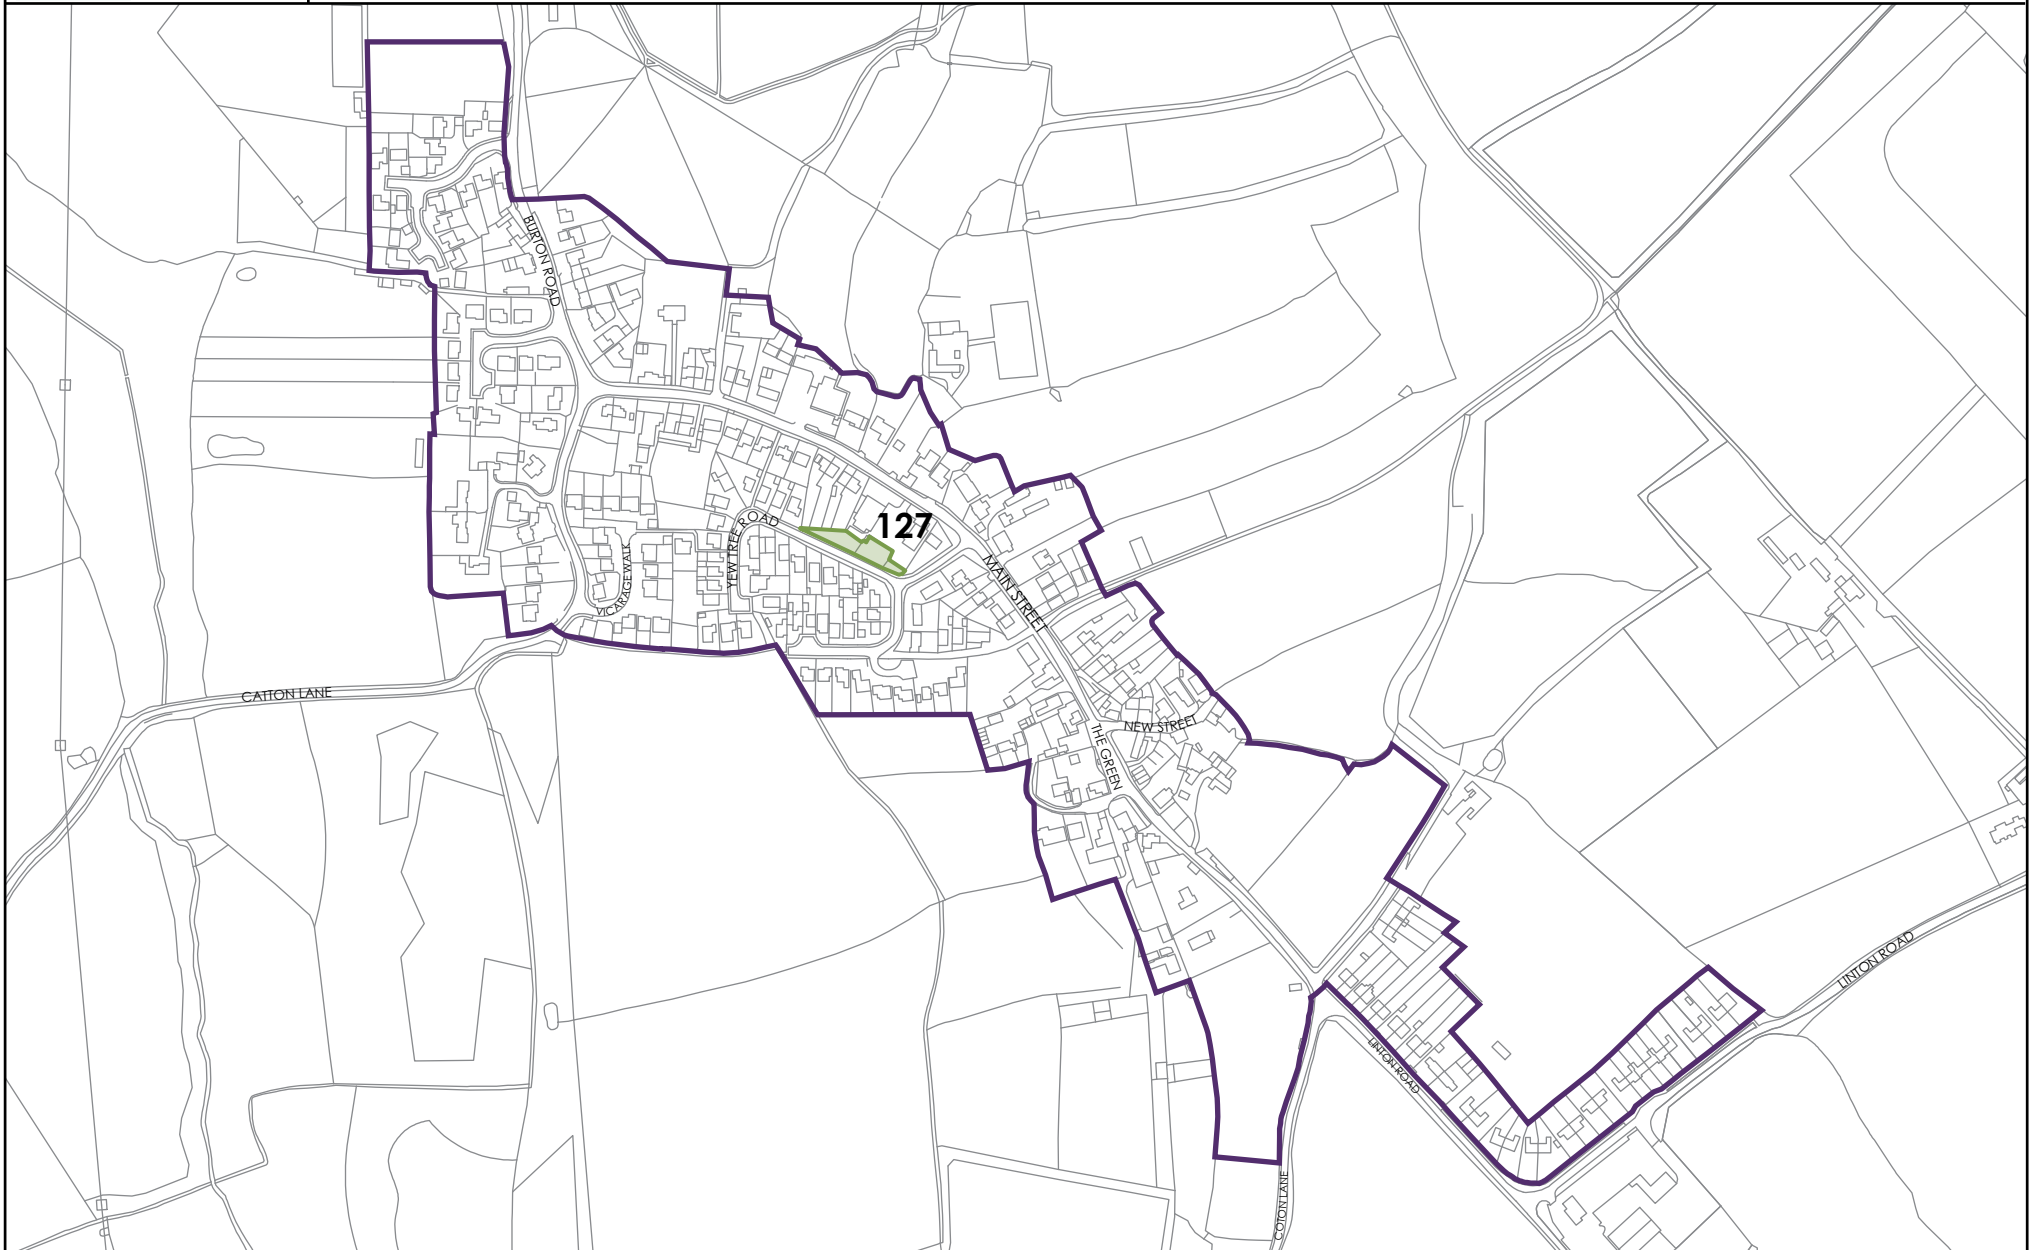 BURTON ROAD
127
YEW TREE ROAD
VICARAGE WALK
MAIN STREET
CATTON LANE
NEW STREET
THE GREEN
LINTON ROAD
LINTON ROAD
COTON LANE